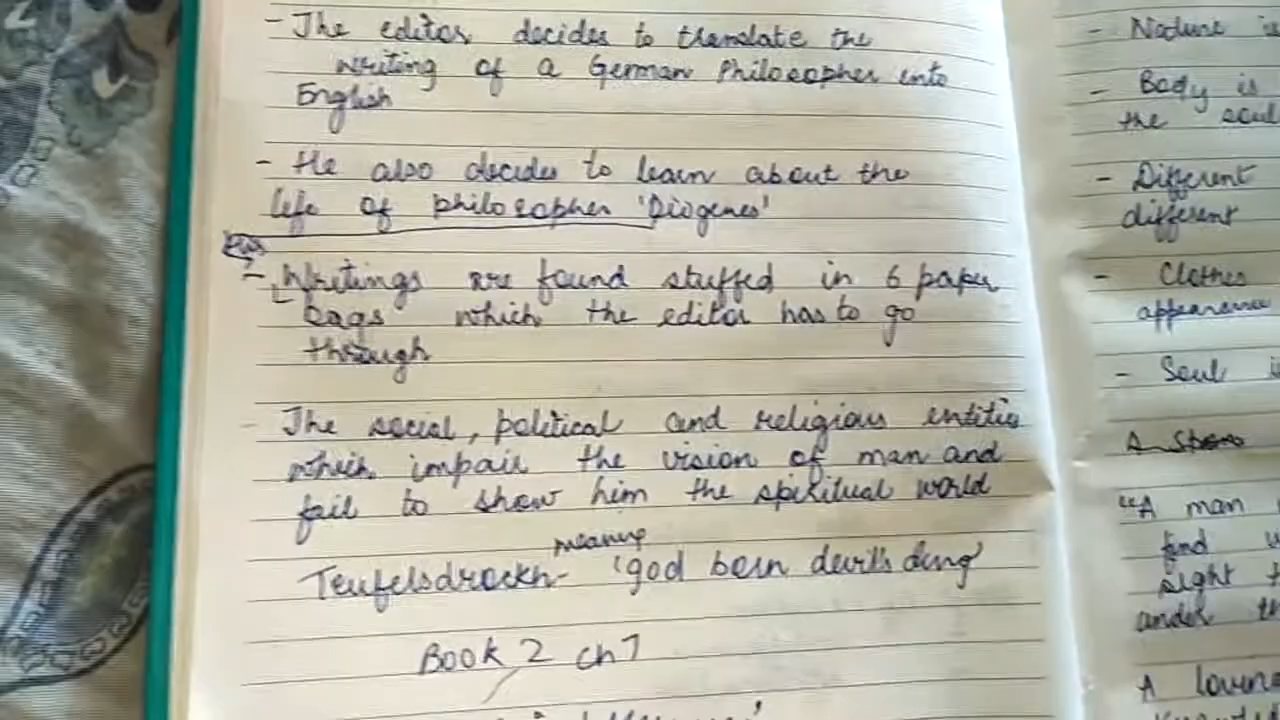 - The editor decides to translate the
writing of a German Philosopher into
English
- He also decides to learn about the
life of philosopher 'Diogenes'
- Writings are found stuffed in 6 paper
bags which the editor has to go
through
- The social, political and religious entities
which impair the vision of man and
fail to show him the spiritual world
meaning
Teufelsdrockh - 'god born devil's dung'
Book 2 ch 7
- Nature is
- Body is
the soul
- Different
different
- Clothes
appearance
- Soul
"A man
find
sight
under
A